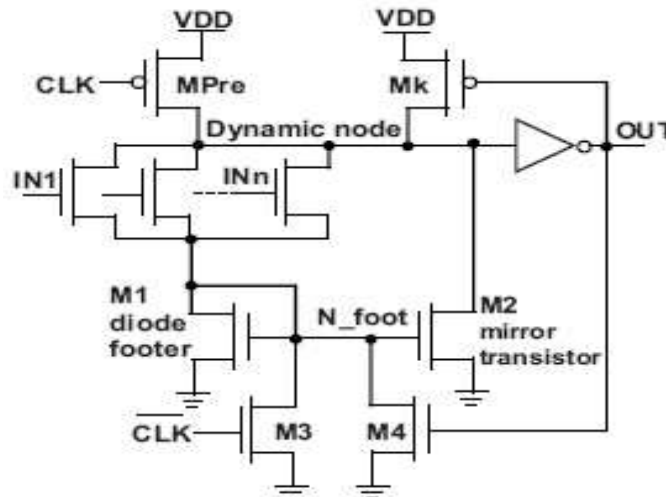 VDD VDD
CLK MPre Mk
Dynamic node OUT
IN1 INn
M1
diode
footer
N_foot
M2
mirror
transistor
C̅L̅K̅ M3 M4